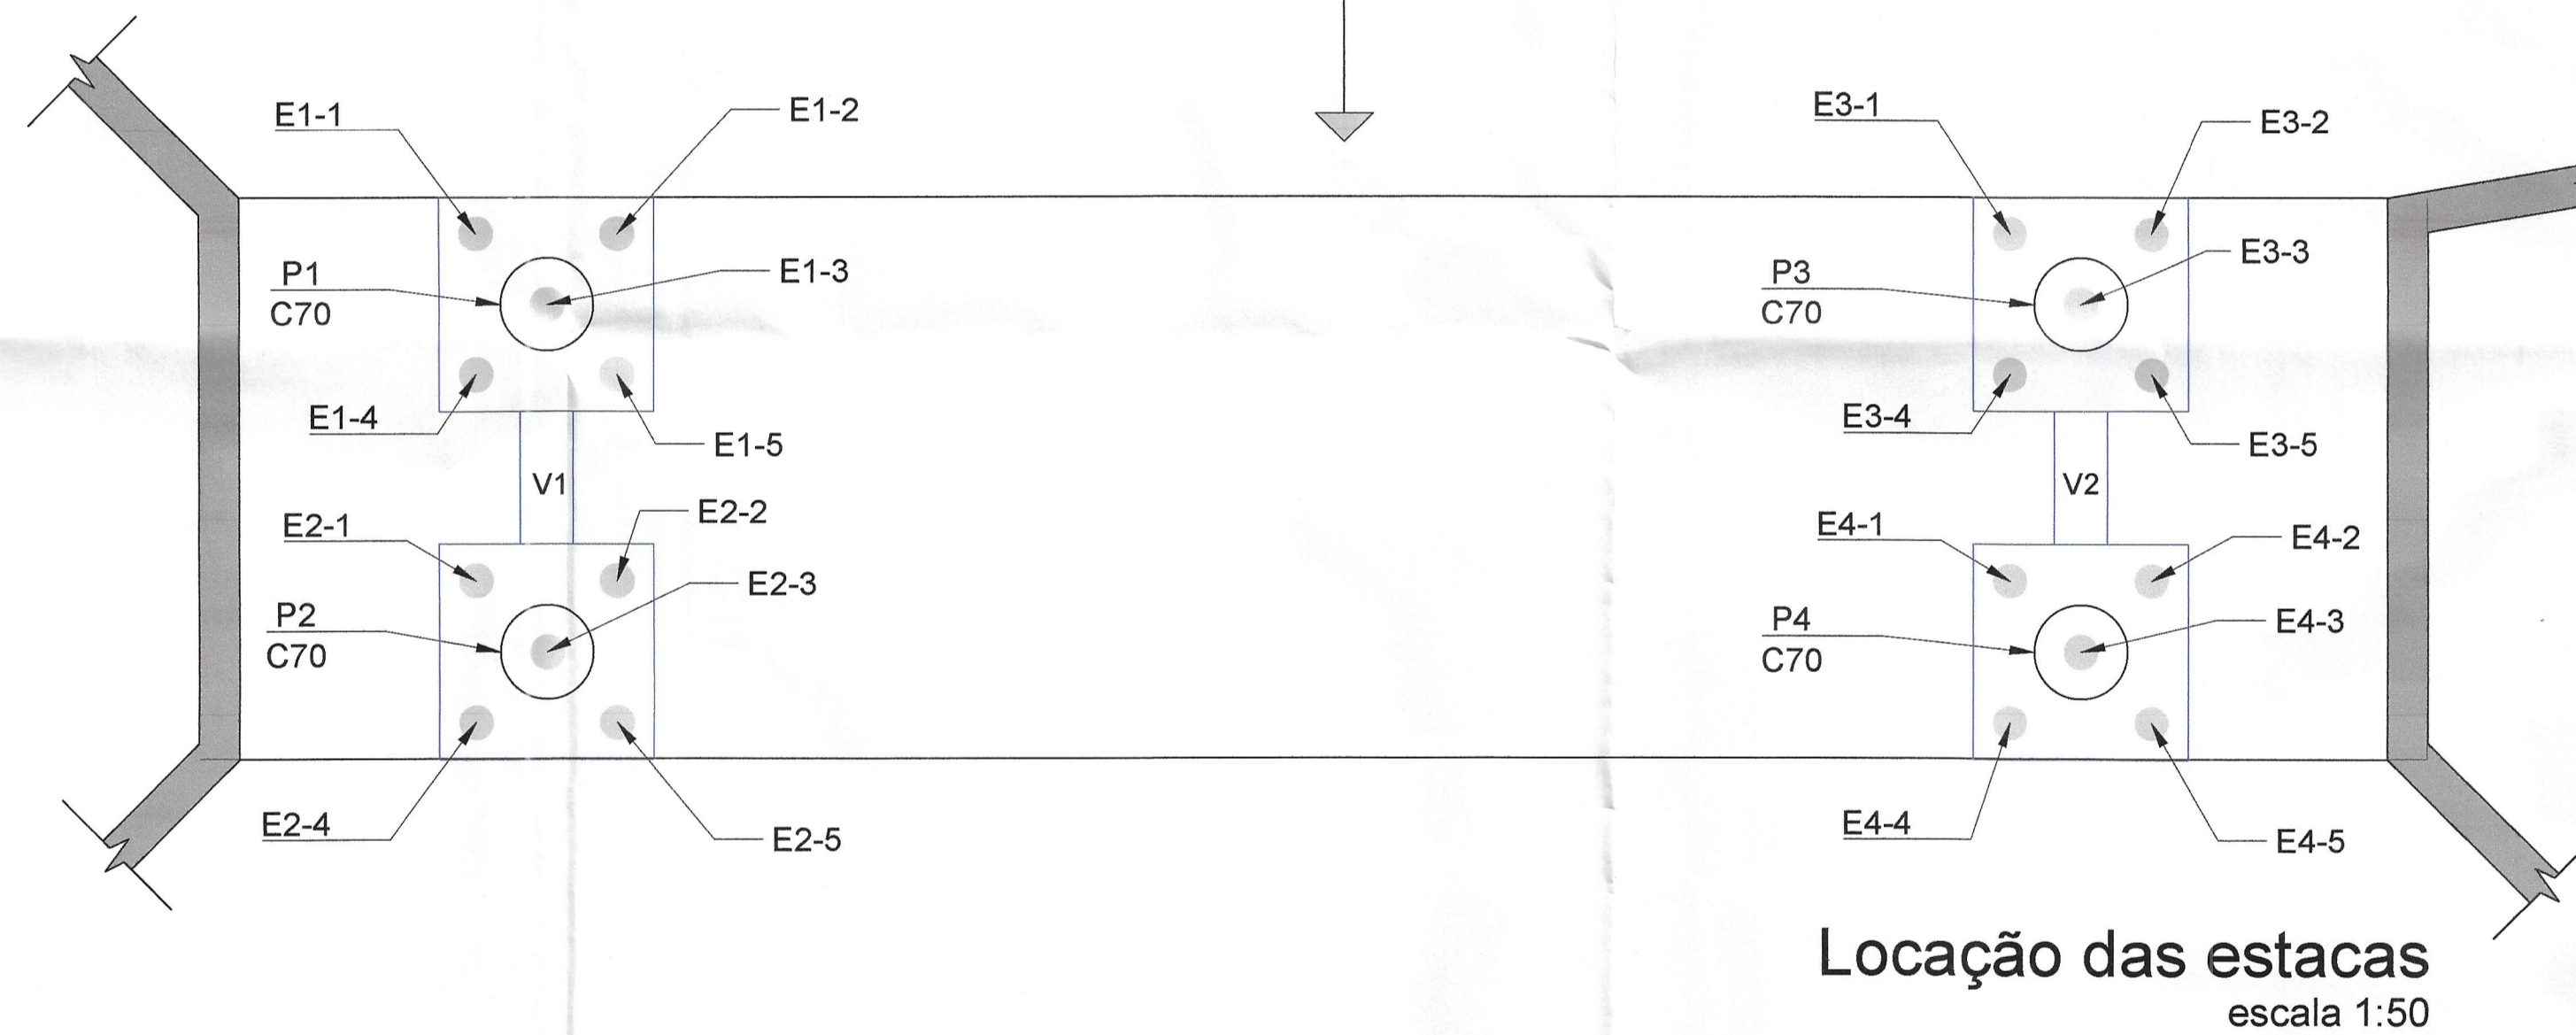 E1-1
E1-2
E3-1
E3-2
P1
C70
E1-3
P3
C70
E3-3
E1-4
E1-5
E3-4
E3-5
V1
V2
E2-1
E2-2
E4-1
E4-2
P2
C70
E2-3
P4
C70
E4-3
E2-4
E2-5
E4-4
E4-5
Locação das estacas
escala 1:50